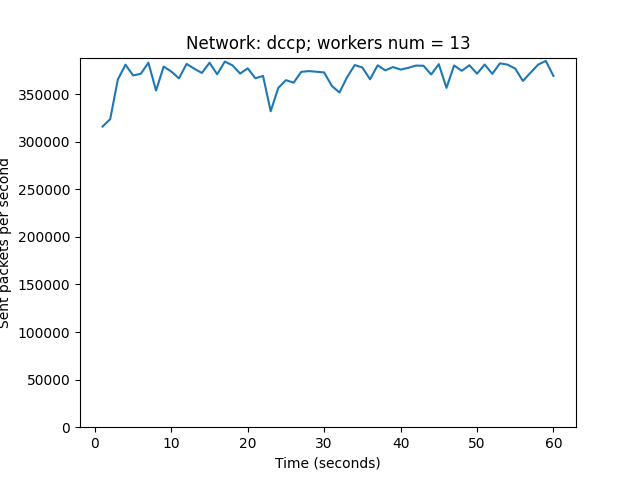 Network: dccp; workers num = 13
Sent packets per second
350000
300000
250000
200000
150000
100000
50000
0
0 10 20 30 40 50 60
Time (seconds)